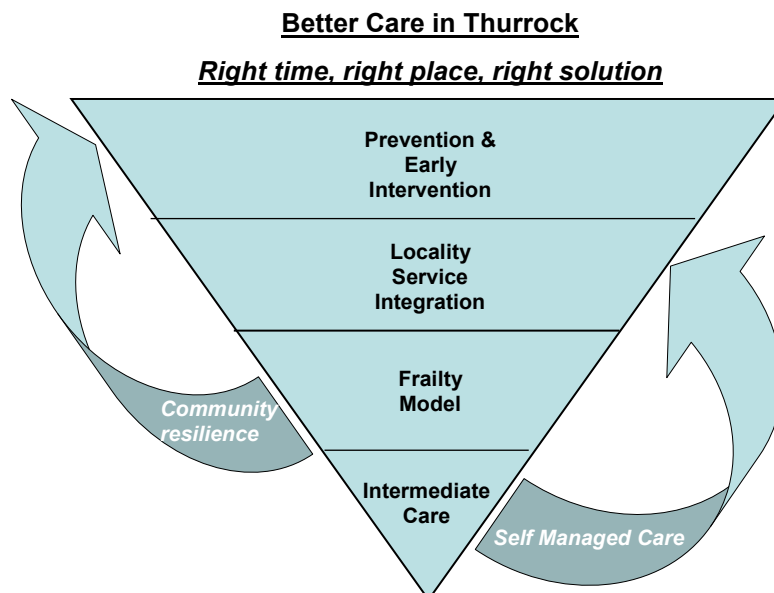 Better Care in Thurrock
Right time, right place, right solution
Prevention &
Early
Intervention
Locality
Service
Integration
Frailty
Model
Community
resilience
Intermediate
Care
Self Managed Care